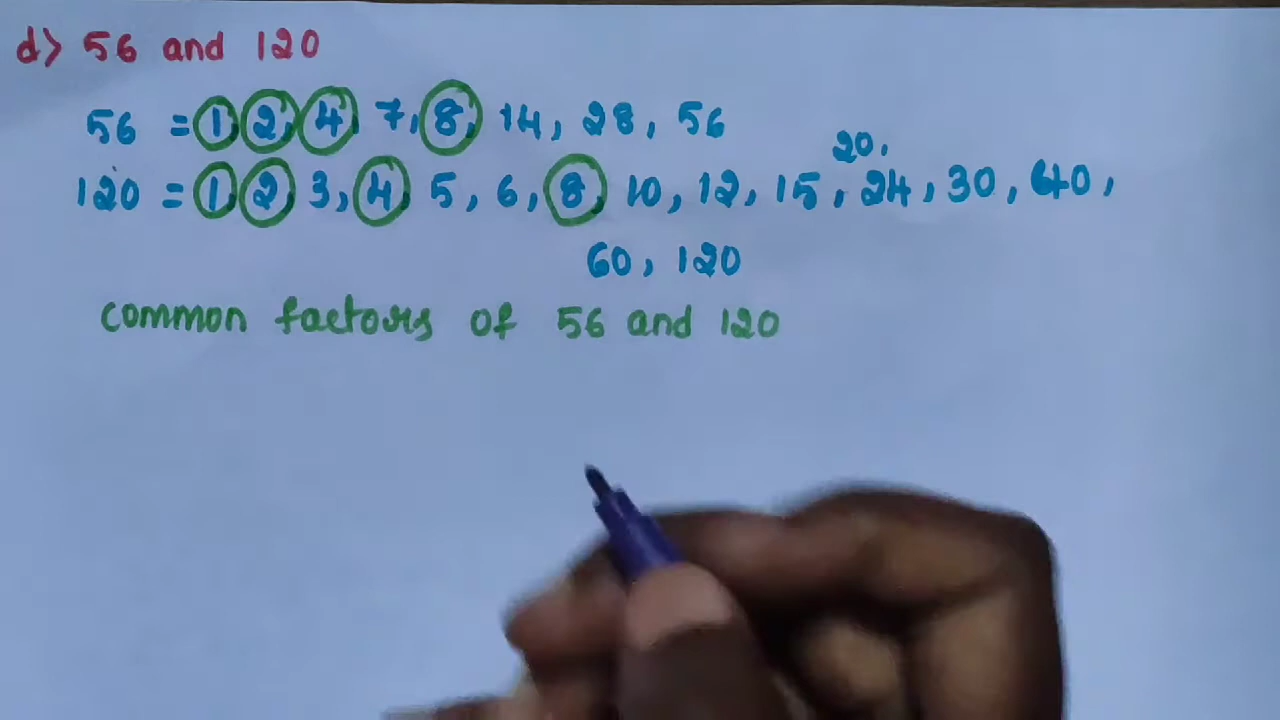 d) 56 and 120
56 = 1, 2, 4, 7, 8, 14, 28, 56
20,
120 = 1, 2, 3, 4, 5, 6, 8, 10, 12, 15, 24, 30, 40,
60, 120
common factors of 56 and 120